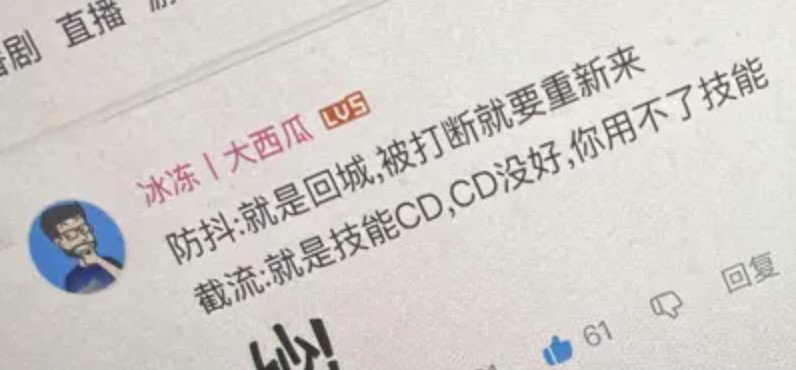 番剧 直播
冰冻丨大西瓜 LV5
防抖:就是回城,被打断就要重新来
截流:就是技能CD,CD没好,你用不了技能
61 回复